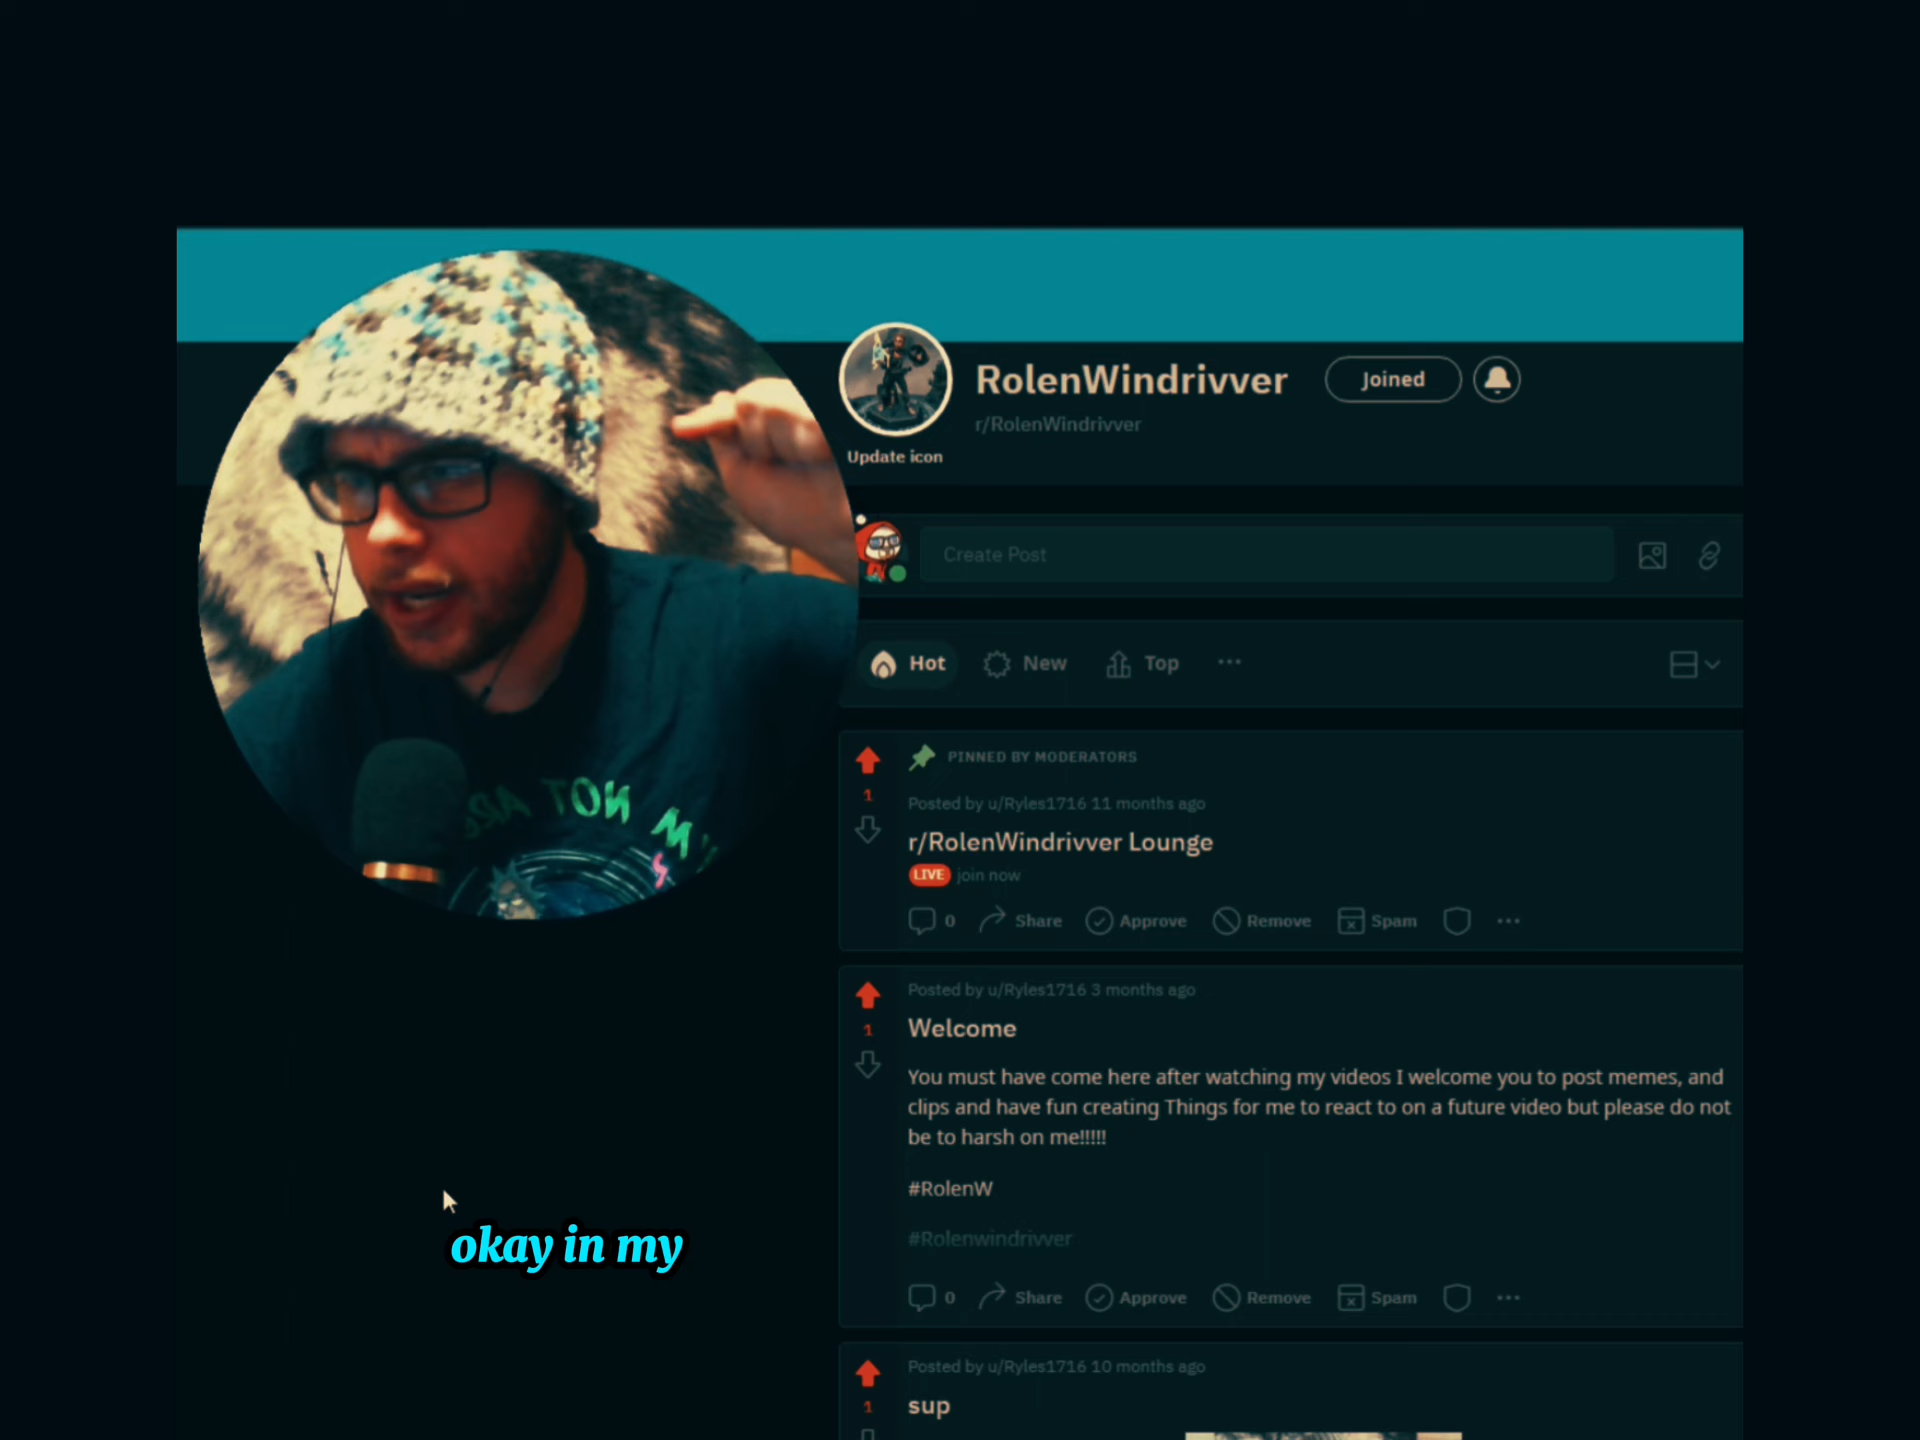 RolenWindrivver
Joined
r/RolenWindrivver
Update icon
Create Post
Hot
New
Top
PINNED BY MODERATORS
1
Posted by u/Ryles1716 11 months ago
r/RolenWindrivver Lounge
LIVE join now
0 Share Approve Remove Spam
Posted by u/Ryles1716 3 months ago
1
Welcome
You must have come here after watching my videos I welcome you to post memes, and
clips and have fun creating Things for me to react to on a future video but please do not
be to harsh on me!!!!!
#RolenW
#Rolenwindrivver
0 Share Approve Remove Spam
Posted by u/Ryles1716 10 months ago
1
sup
okay in my
I'M NOT